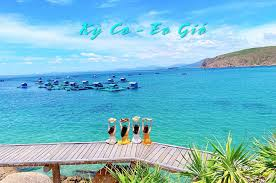 Kỳ Co - Eo Gió